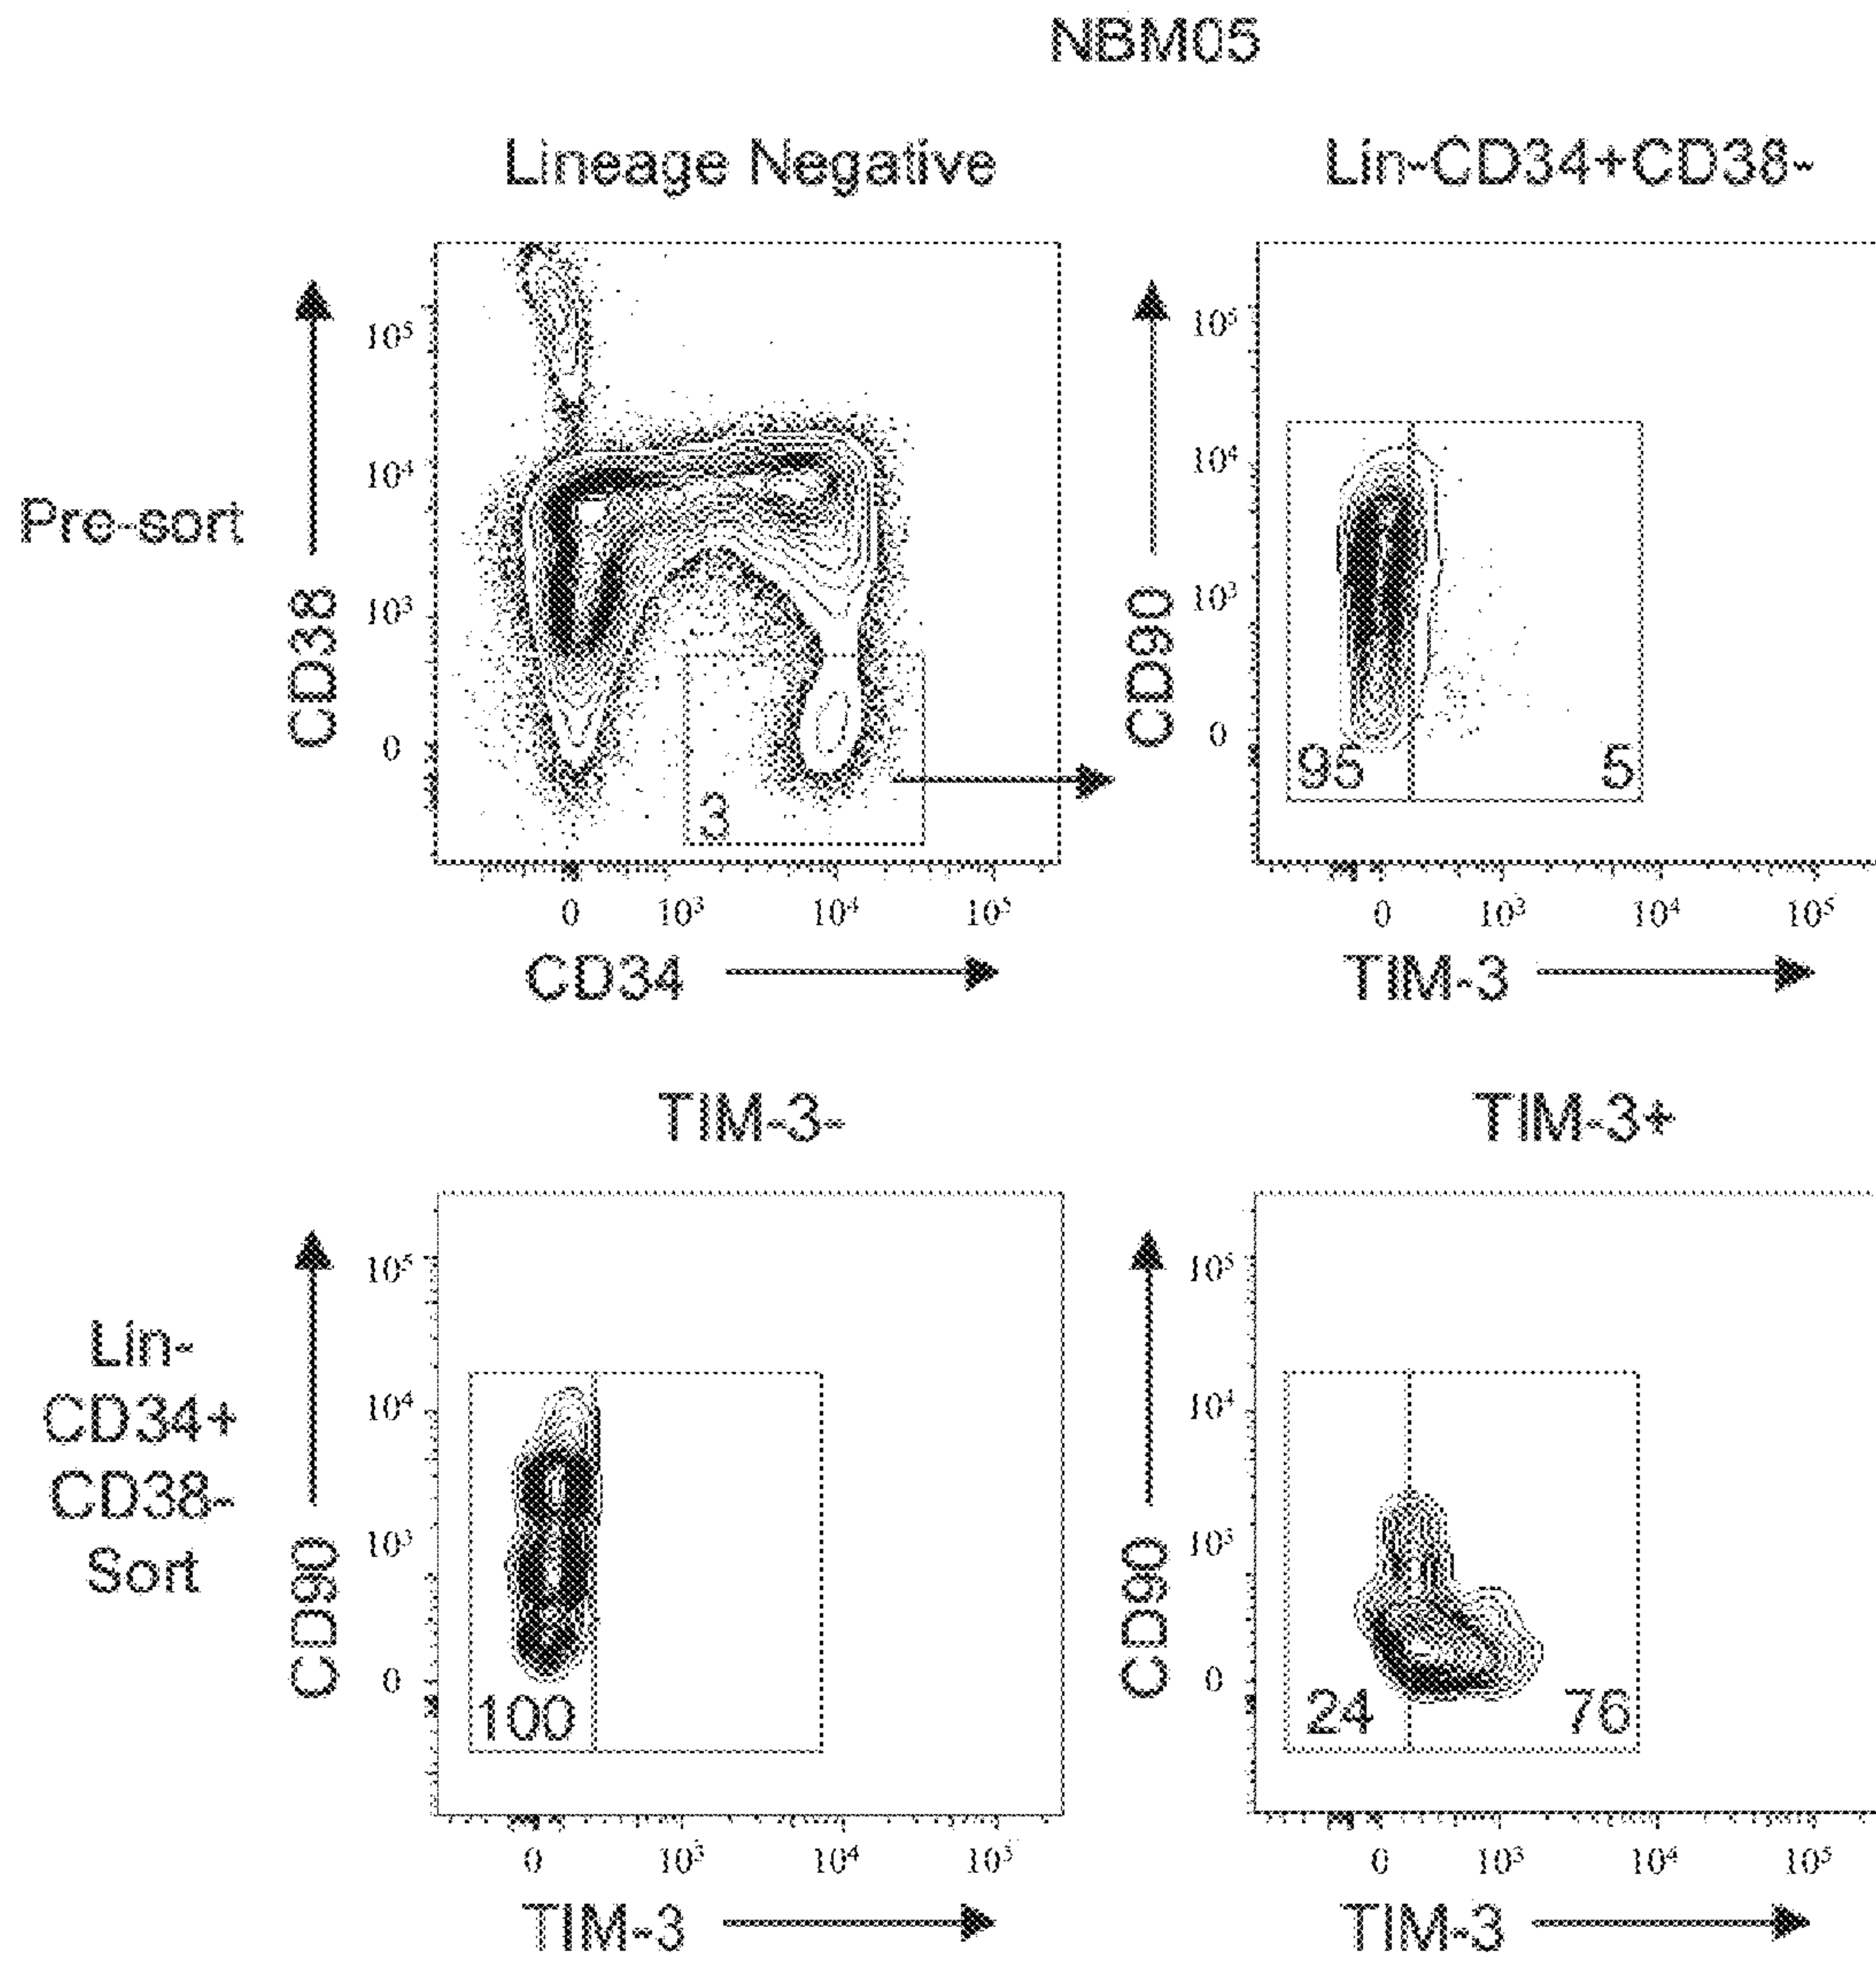 NBM05
Lineage Negative
Lin-CD34+CD38-
Pre-sort
CD38
10⁵
10⁴
10³
0
3
0 10³ 10⁴ 10⁵
CD34
CD90
10⁵
10⁴
10³
0
95 5
0 10³ 10⁴ 10⁵
TIM-3
TIM-3-
TIM-3+
Lin-
CD34+
CD38-
Sort
CD90
10⁵
10⁴
10³
0
100
0 10³ 10⁴ 10⁵
TIM-3
CD90
10⁵
10⁴
10³
0
24 76
0 10³ 10⁴ 10⁵
TIM-3